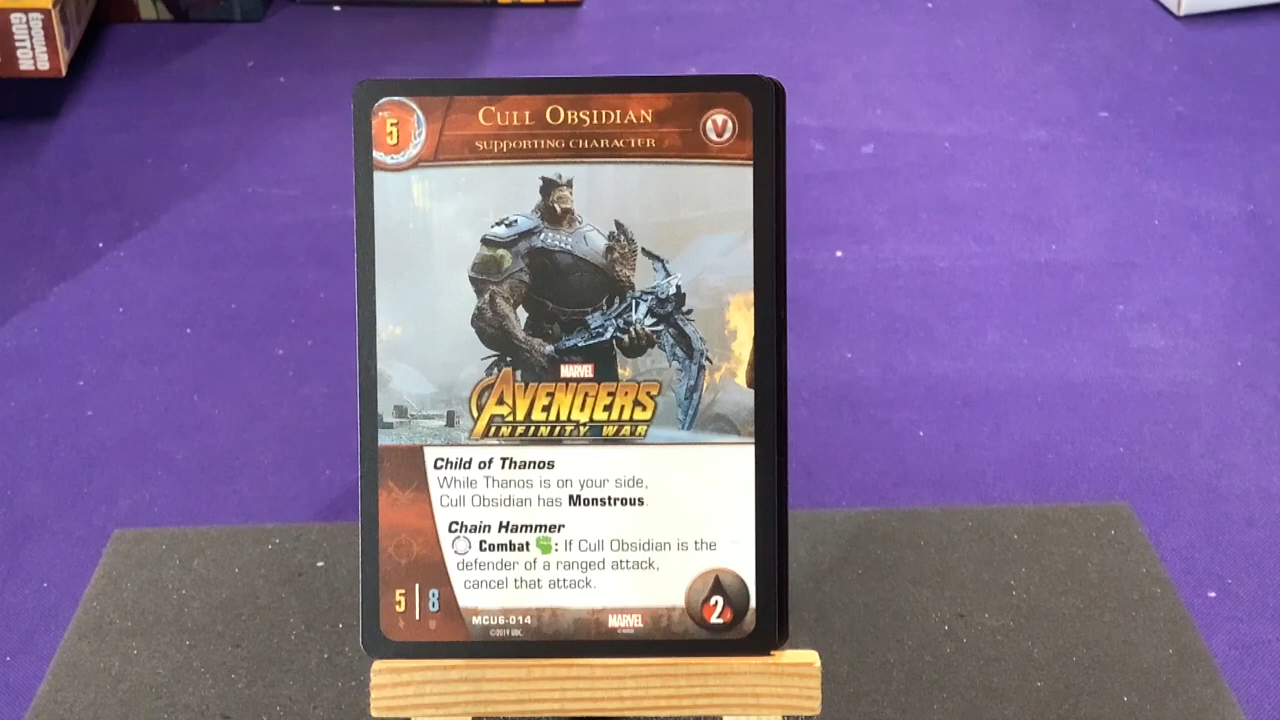 ÉDOUARD
GUITON
5
CULL OBSIDIAN
V
SUPPORTING CHARACTER
MARVEL
AVENGERS
INFINITY WAR
Child of Thanos
While Thanos is on your side,
Cull Obsidian has Monstrous.
Chain Hammer
Combat : If Cull Obsidian is the
defender of a ranged attack,
cancel that attack.
5 | 8
2
MCU6-014
MARVEL
©2019 UDC.